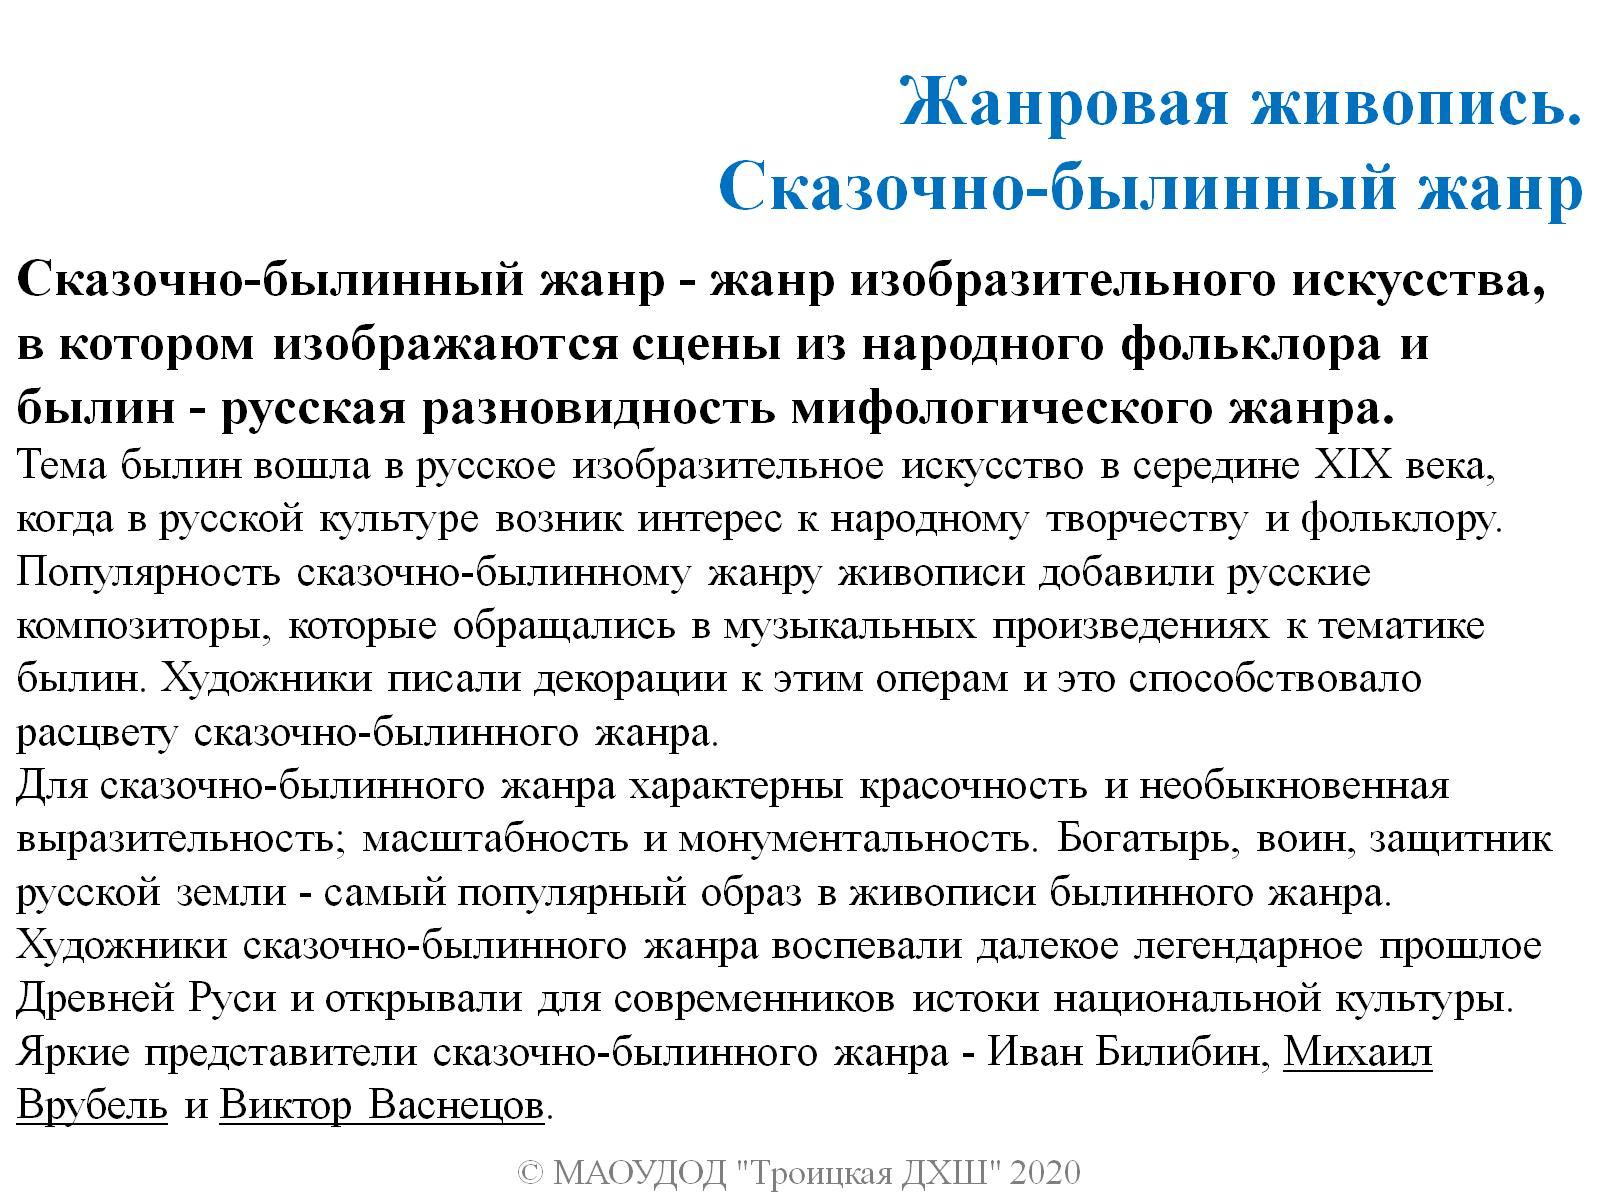 Жанровая живопись.
Сказочно-былинный жанр
Сказочно-былинный жанр - жанр изобразительного искусства,
в котором изображаются сцены из народного фольклора и
былин - русская разновидность мифологического жанра.
Тема былин вошла в русское изобразительное искусство в середине XIX века,
когда в русской культуре возник интерес к народному творчеству и фольклору.
Популярность сказочно-былинному жанру живописи добавили русские
композиторы, которые обращались в музыкальных произведениях к тематике
былин. Художники писали декорации к этим операм и это способствовало
расцвету сказочно-былинного жанра.
Для сказочно-былинного жанра характерны красочность и необыкновенная
выразительность; масштабность и монументальность. Богатырь, воин, защитник
русской земли - самый популярный образ в живописи былинного жанра.
Художники сказочно-былинного жанра воспевали далекое легендарное прошлое
Древней Руси и открывали для современников истоки национальной культуры.
Яркие представители сказочно-былинного жанра - Иван Билибин, Михаил
Врубель и Виктор Васнецов.
© МАОУДОД "Троицкая ДХШ" 2020